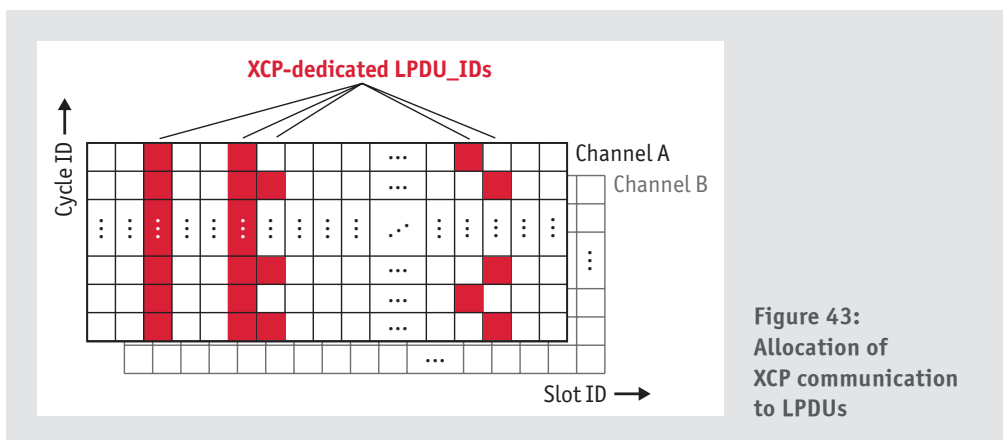 XCP-dedicated LPDU_IDs
Cycle ID
...
Channel A
...
Channel B
...
...
...
...
Slot ID
Figure 43:
Allocation of
XCP communication
to LPDUs